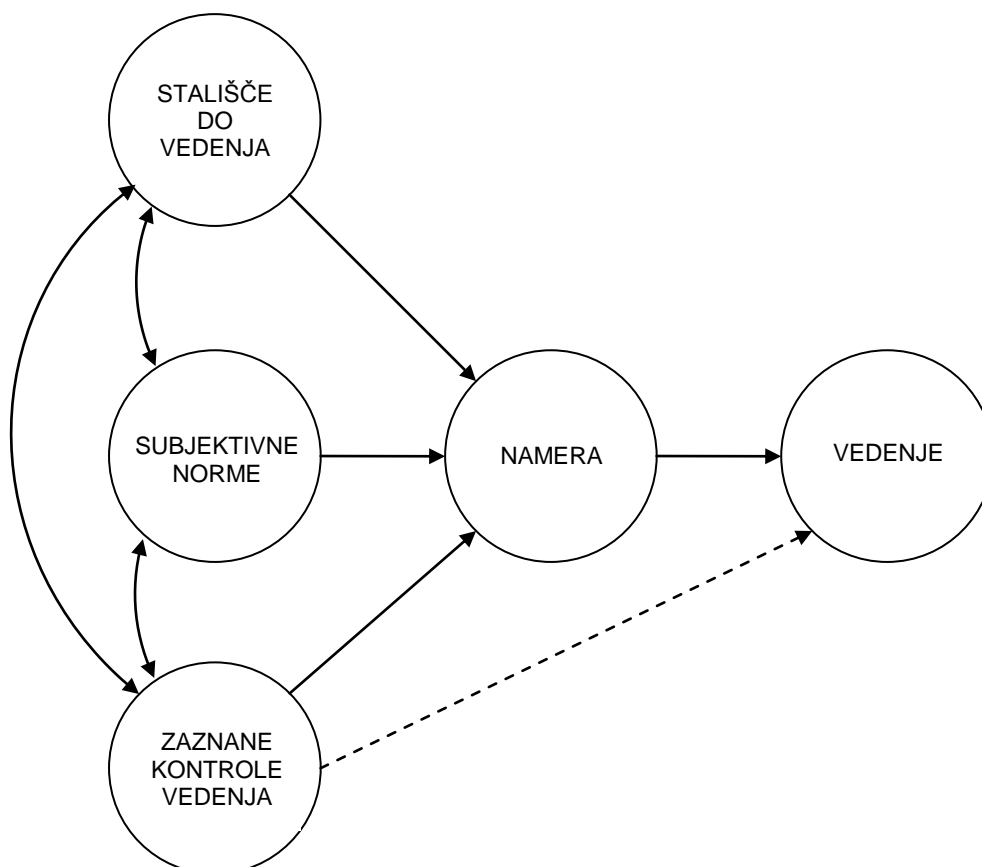 STALIŠČE
DO
VEDENJA
SUBJEKTIVNE
NORME
NAMERA
VEDENJE
ZAZNANE
KONTROLE
VEDENJA